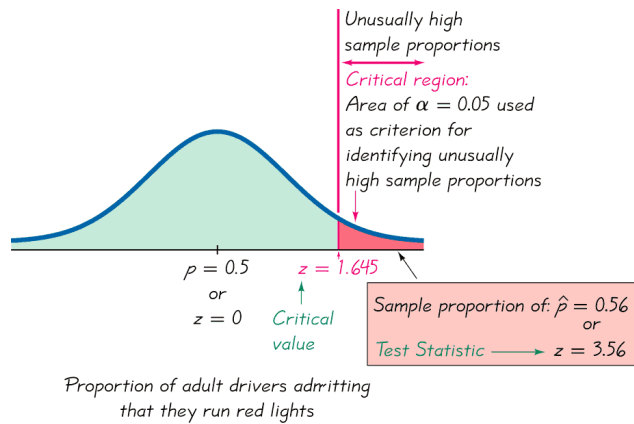 Unusually high
sample proportions
Critical region:
Area of α = 0.05 used
as criterion for
identifying unusually
high sample proportions
p = 0.5
or
z = 0
z = 1.645
Critical
value
Sample proportion of: p̂ = 0.56
or
Test Statistic z = 3.56
Proportion of adult drivers admitting
that they run red lights